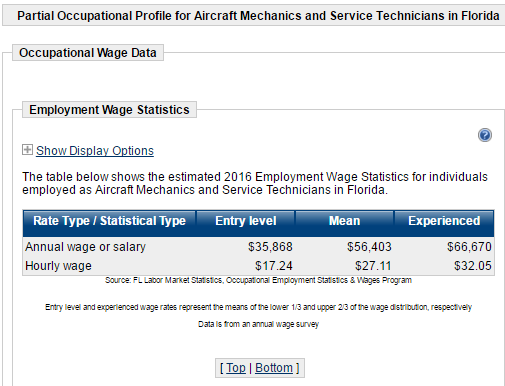 Partial Occupational Profile for Aircraft Mechanics and Service Technicians in Florida
Occupational Wage Data
Employment Wage Statistics
Show Display Options
The table below shows the estimated 2016 Employment Wage Statistics for individuals
employed as Aircraft Mechanics and Service Technicians in Florida.
Rate Type / Statistical Type Entry level Mean Experienced
Annual wage or salary $35,868 $56,403 $66,670
Hourly wage $17.24 $27.11 $32.05
Source: FL Labor Market Statistics, Occupational Employment Statistics & Wages Program
Entry level and experienced wage rates represent the means of the lower 1/3 and upper 2/3 of the wage distribution, respectively
Data is from an annual wage survey
[ Top | Bottom ]